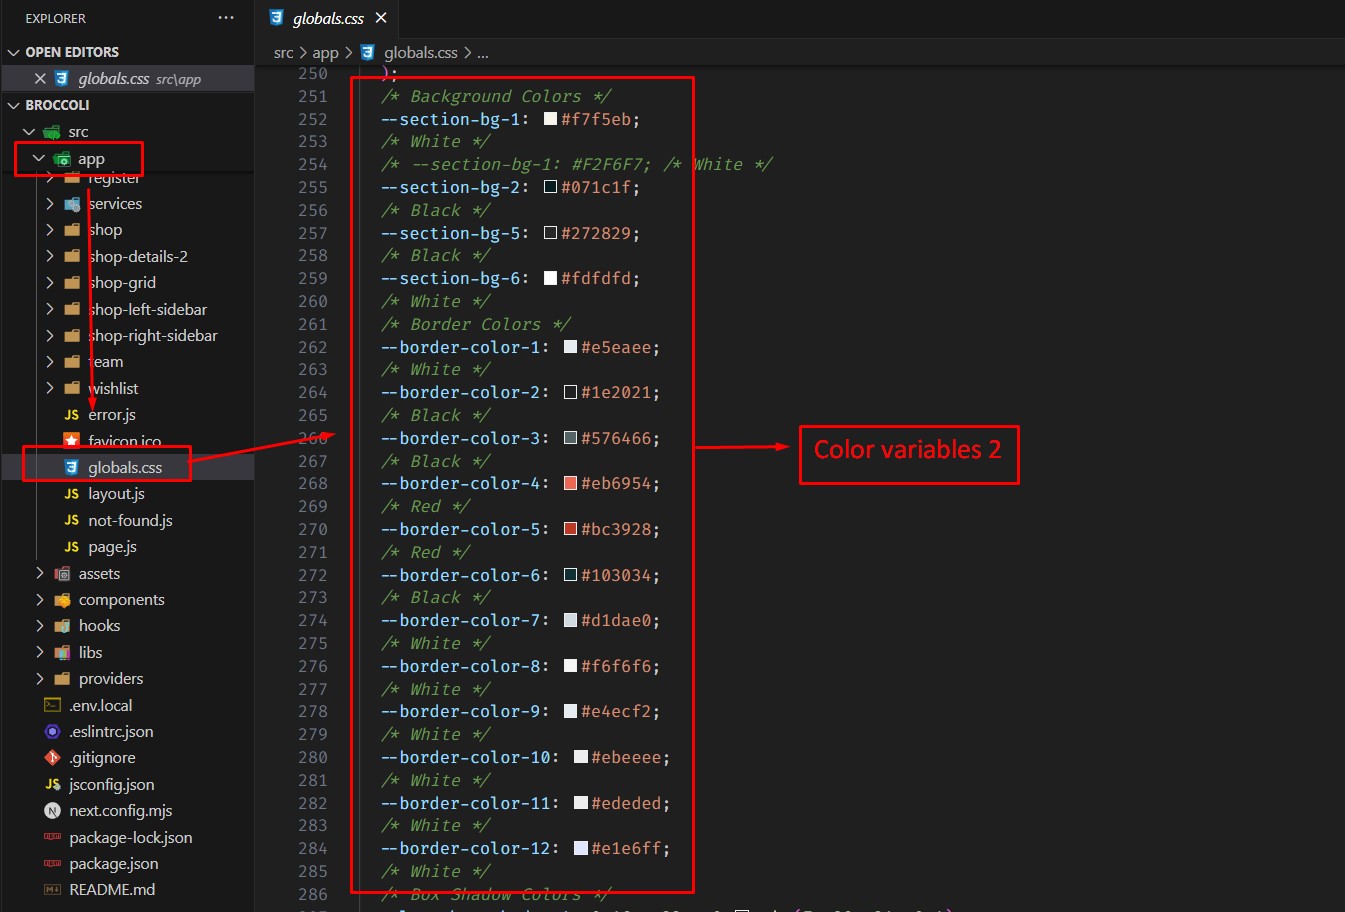 EXPLORER
···
OPEN EDITORS
globals.css src\app
BROCCOLI
src
app
register
services
shop
shop-details-2
shop-grid
shop-left-sidebar
shop-right-sidebar
team
wishlist
JS error.js
favicon.ico
globals.css
JS layout.js
JS not-found.js
JS page.js
assets
components
hooks
libs
providers
.env.local
.eslintrc.json
.gitignore
JS jsconfig.json
N next.config.mjs
package-lock.json
package.json
README.md
globals.css
src > app > globals.css > ...
250 );
251 /* Background Colors */
252 --section-bg-1: #f7f5eb;
253 /* White */
254 /* --section-bg-1: #F2F6F7; /* White */
255 --section-bg-2: #071c1f;
256 /* Black */
257 --section-bg-5: #272829;
258 /* Black */
259 --section-bg-6: #fdfdfd;
260 /* White */
261 /* Border Colors */
262 --border-color-1: #e5eaee;
263 /* White */
264 --border-color-2: #1e2021;
265 /* Black */
266 --border-color-3: #576466;
267 /* Black */
268 --border-color-4: #eb6954;
269 /* Red */
270 --border-color-5: #bc3928;
271 /* Red */
272 --border-color-6: #103034;
273 /* Black */
274 --border-color-7: #d1dae0;
275 /* White */
276 --border-color-8: #f6f6f6;
277 /* White */
278 --border-color-9: #e4ecf2;
279 /* White */
280 --border-color-10: #ebeeee;
281 /* White */
282 --border-color-11: #ededed;
283 /* White */
284 --border-color-12: #e1e6ff;
285 /* White */
286 /* Box Shadow Colors */
Color variables 2